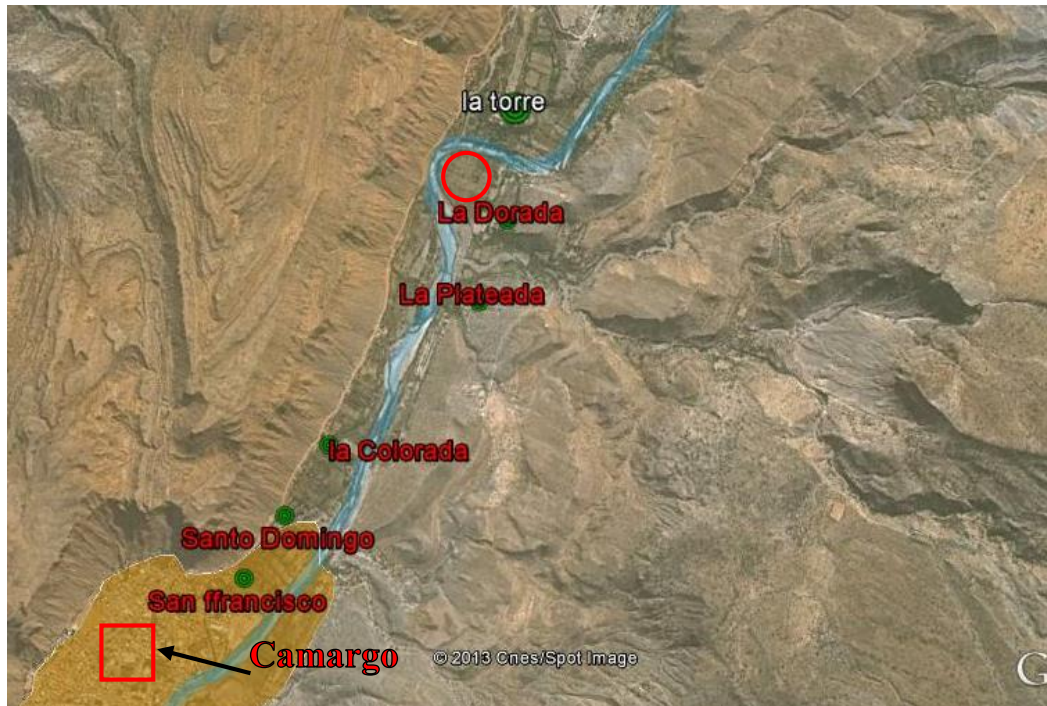 la torre
La Dorada
La Plateada
la Colorada
Santo Domingo
San ffrancisco
Camargo
© 2013 Cnes/Spot Image
G